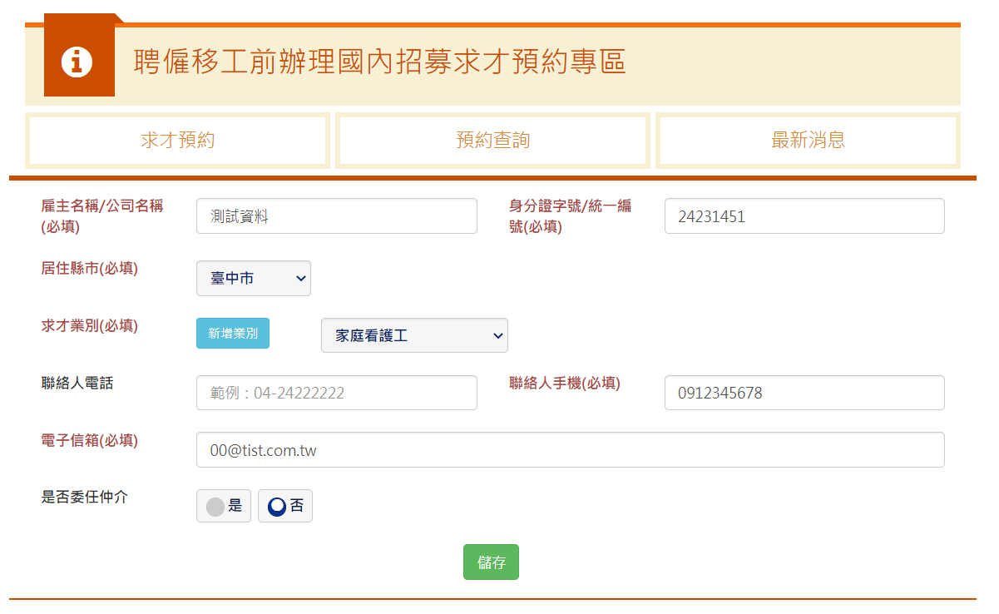 聘僱移工前辦理國內招募求才預約專區
求才預約
預約查詢
最新消息
雇主名稱/公司名稱
(必填)
測試資料
身分證字號/統一編
號(必填)
24231451
居住縣市(必填)
臺中市
求才業別(必填)
新增業別
家庭看護工
聯絡人電話
範例：04-24222222
聯絡人手機(必填)
0912345678
電子信箱(必填)
00@tist.com.tw
是否委任仲介
是
否
儲存